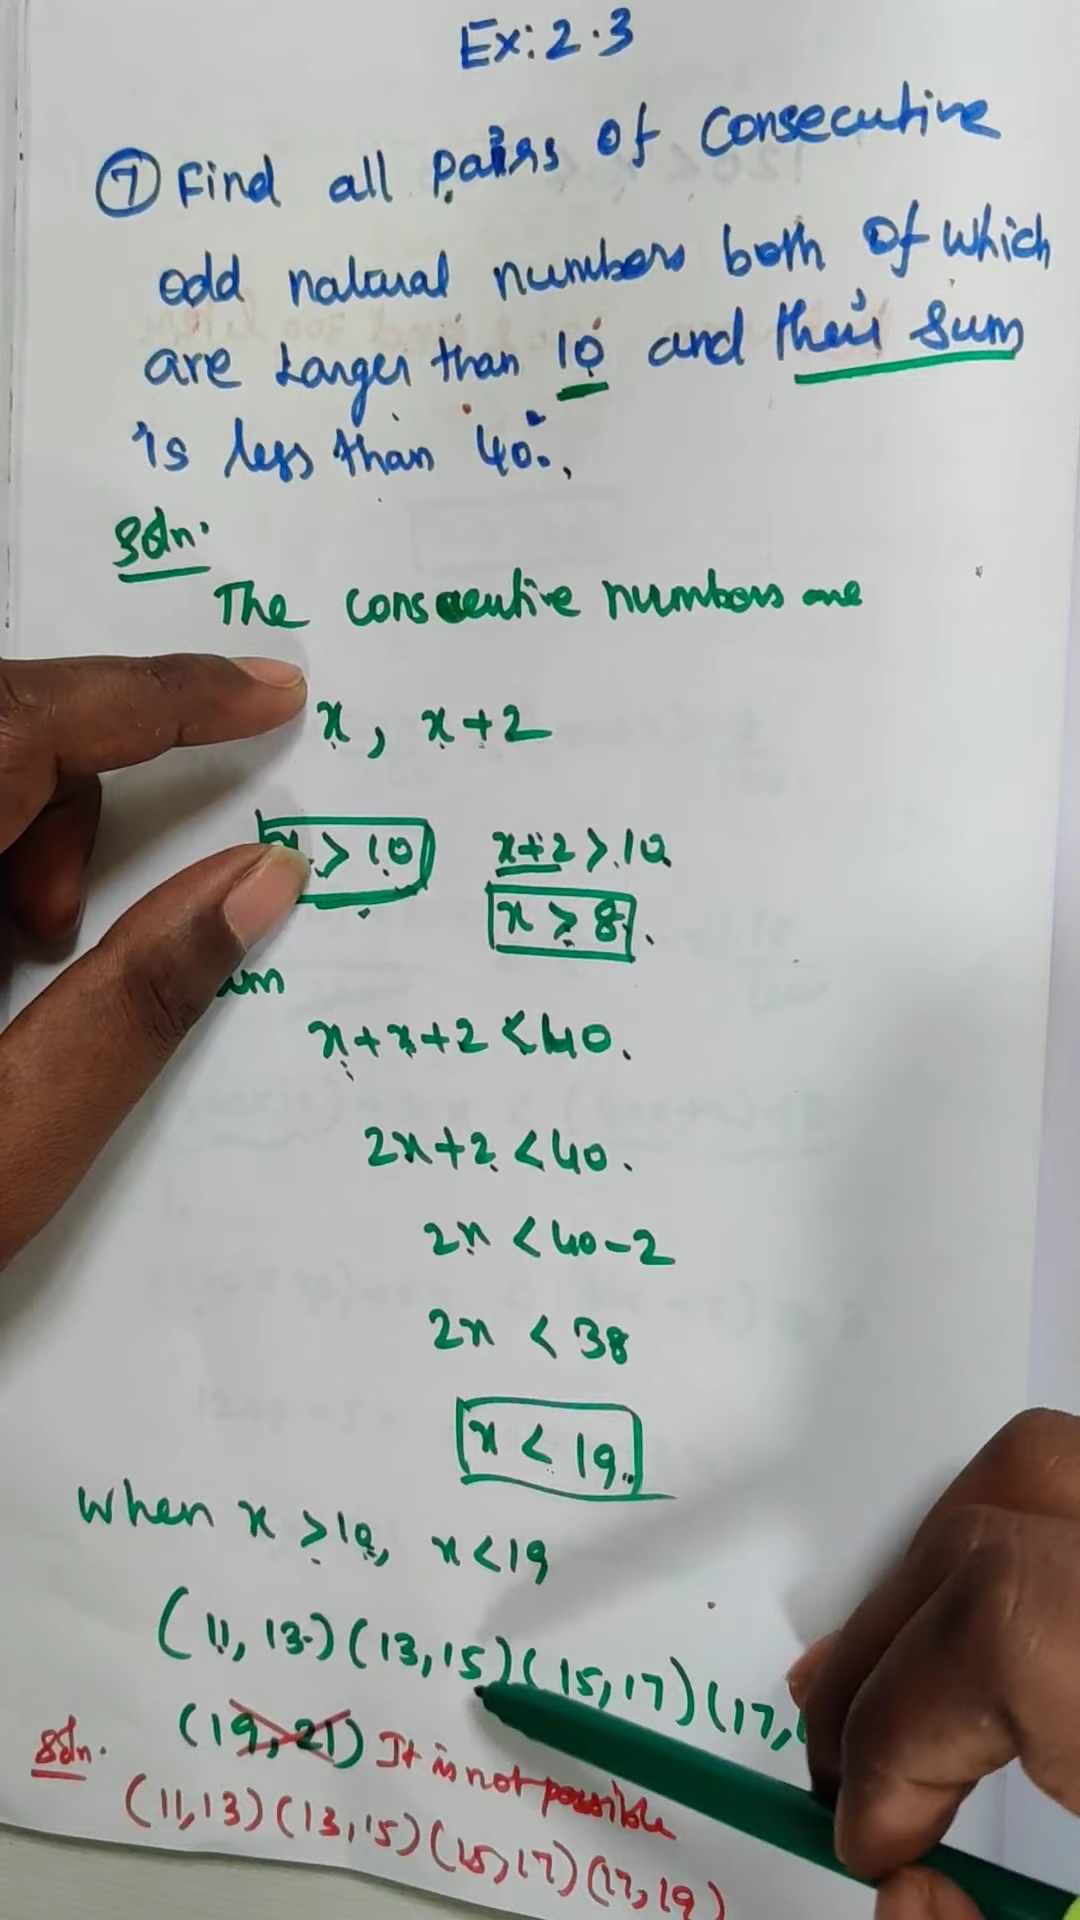 Ex: 2.3
⑦ Find all pairs of consecutive
odd natural numbers both of which
are Larger than 10 and their sum
is less than 40.
Soln.
The consecutive numbers are
x, x+2
x > 10 x+2 > 10
x > 8.
x+x+2 < 40.
2x+2 < 40.
2x < 40-2
2x < 38
x < 19.
When x > 10, x < 19
(11, 13) (13, 15) (15, 17) (17,
(19, 21) It is not possible
Soln.
(11, 13) (13, 15) (15, 17) (17, 19)